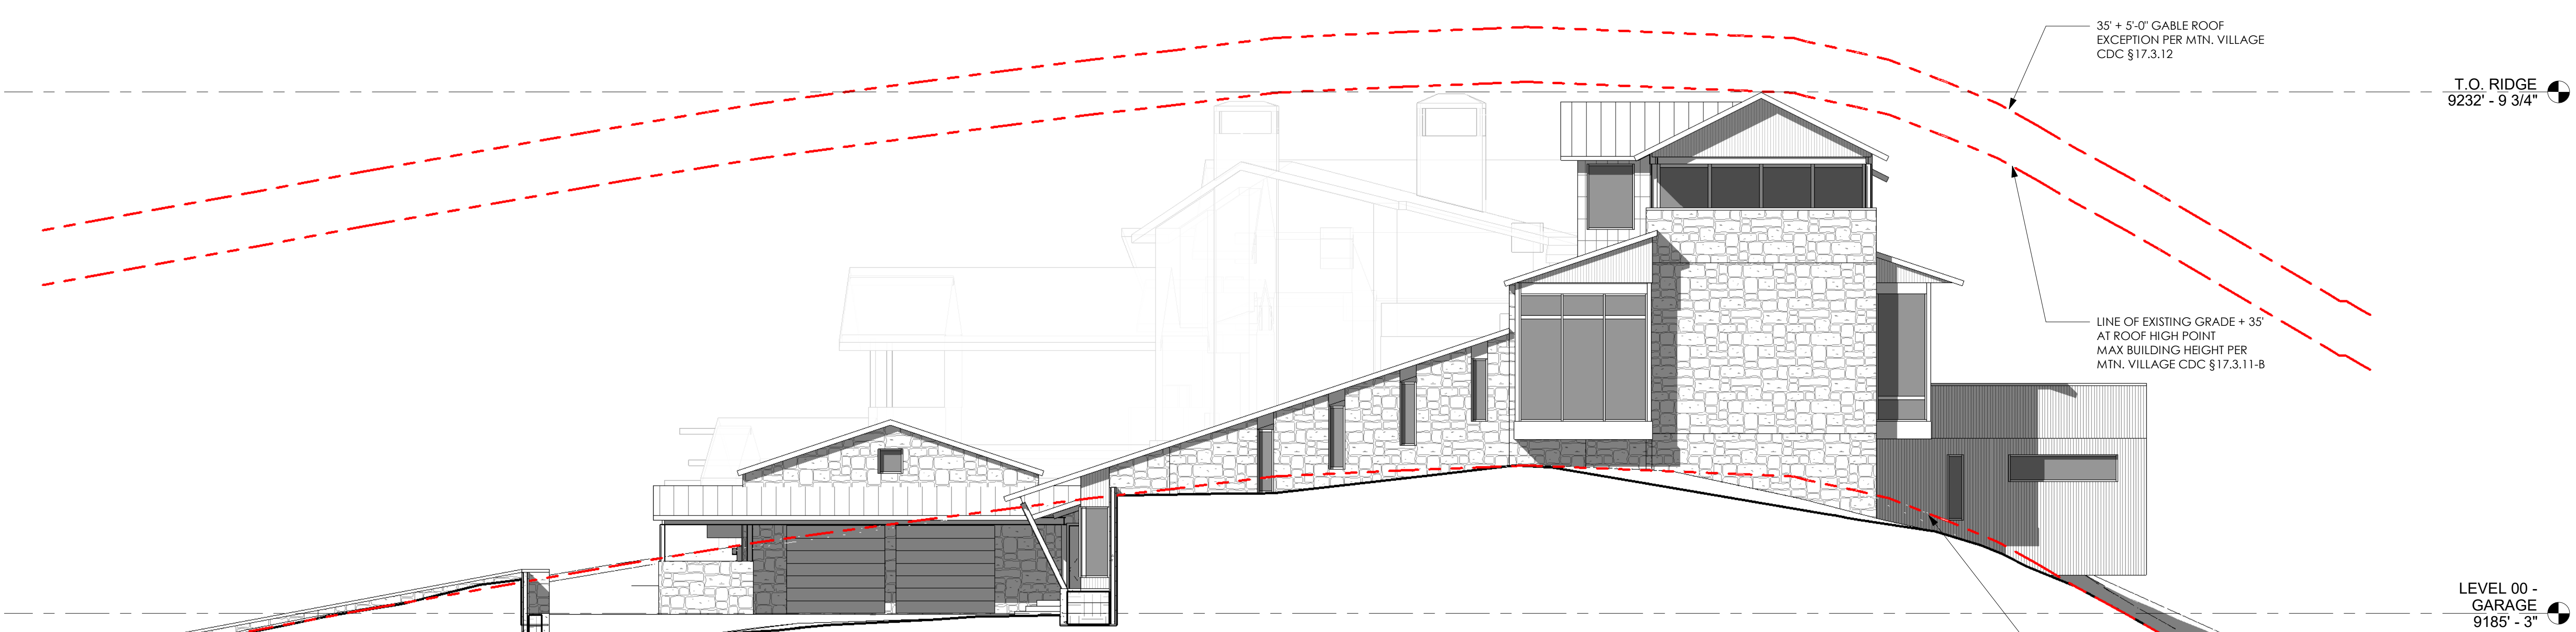 35' + 5'-0" GABLE ROOF
EXCEPTION PER MTN. VILLAGE
CDC §17.3.12
T.O. RIDGE
9232' - 9 3/4"
LINE OF EXISTING GRADE + 35'
AT ROOF HIGH POINT
MAX BUILDING HEIGHT PER
MTN. VILLAGE CDC §17.3.11-B
LEVEL 00 -
GARAGE
9185' - 3"